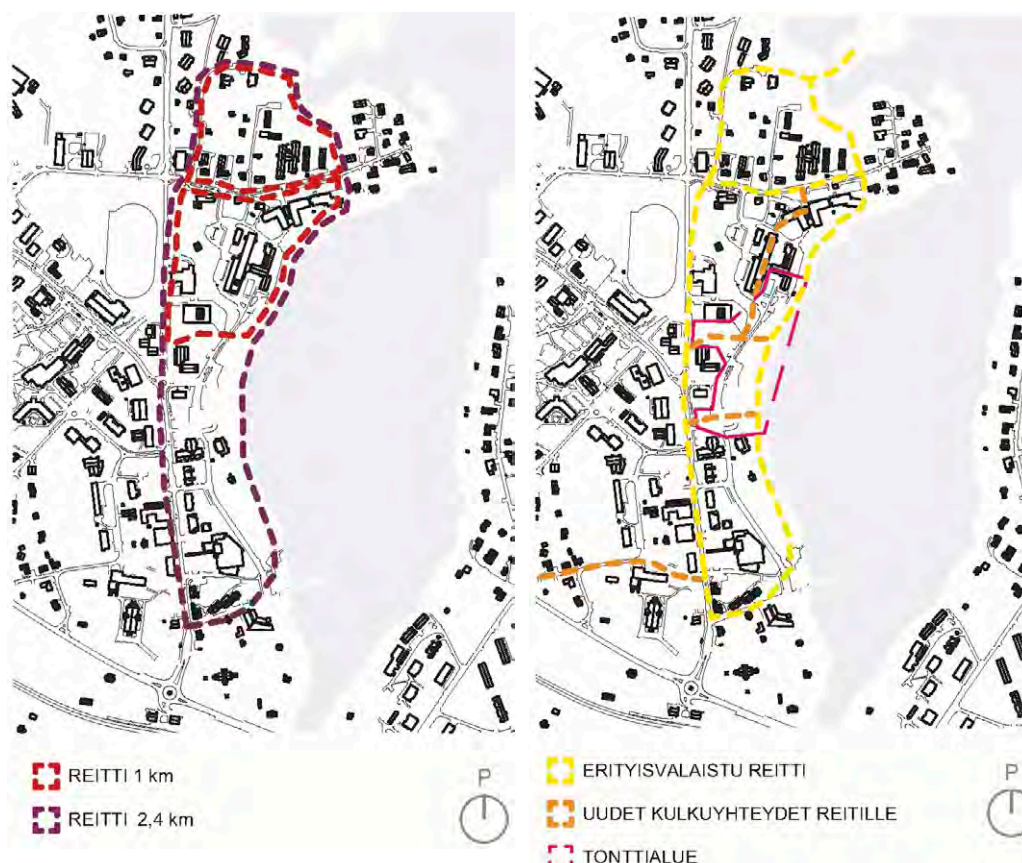 REITTI 1 km
REITTI 2,4 km
P
ERITYISVALAISTU REITTI
UUDET KULKUYHTEYDET REITILLE
TONTTIALUE
P